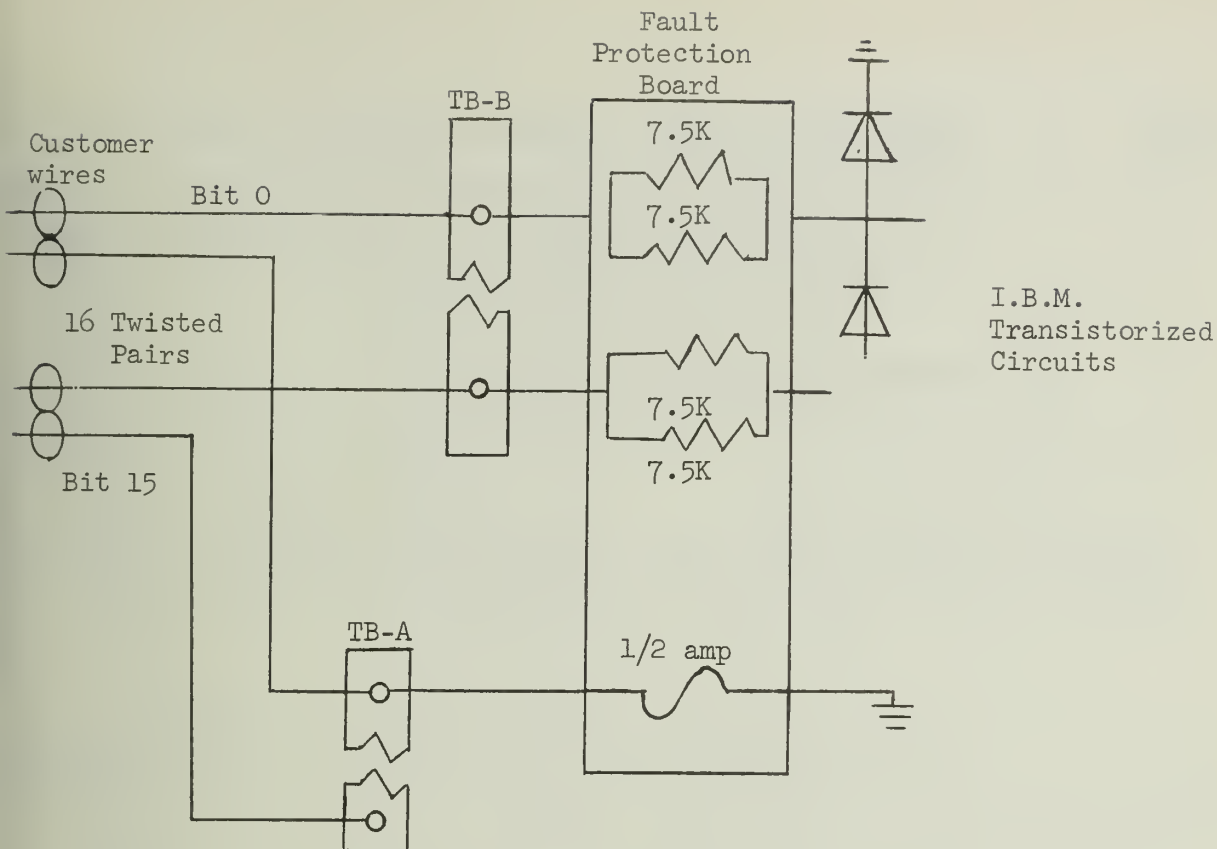 Fault
Protection
Board
TB-B
Customer
wires
Bit 0
7.5K
7.5K
16 Twisted
Pairs
I.B.M.
Transistorized
Circuits
7.5K
7.5K
Bit 15
TB-A
1/2 amp